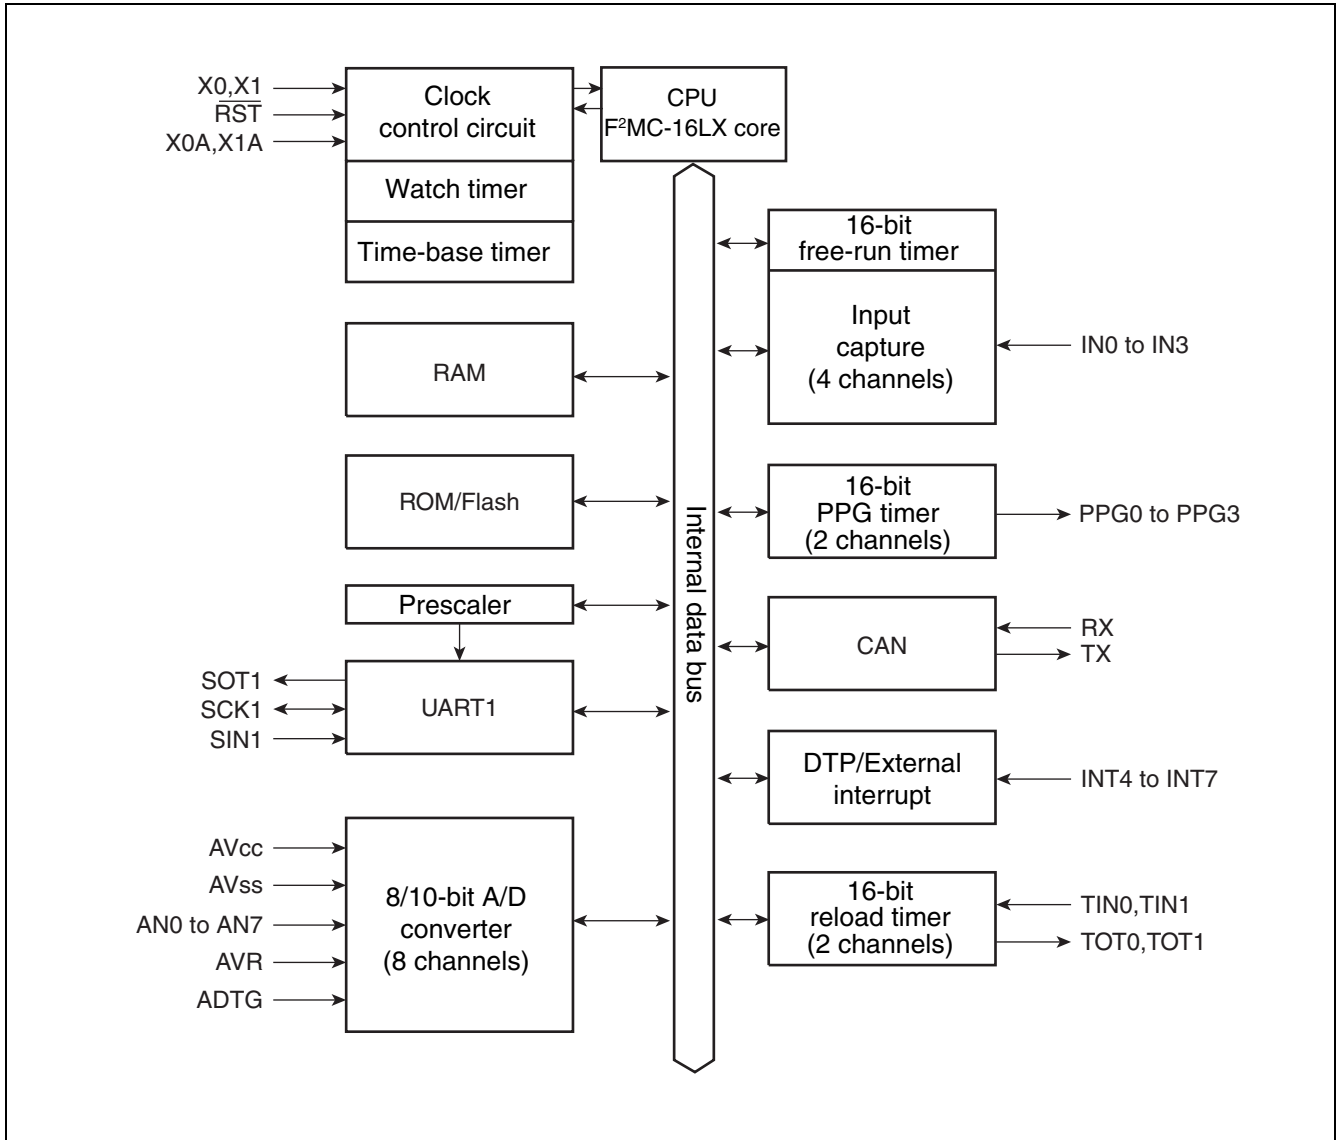 X0,X1
RST
X0A,X1A
Clock
control circuit
Watch timer
Time-base timer
CPU
F²MC-16LX core
RAM
ROM/Flash
Prescaler
UART1
SOT1
SCK1
SIN1
AVcc
AVss
AN0 to AN7
AVR
ADTG
8/10-bit A/D
converter
(8 channels)
Internal data bus
16-bit
free-run timer
Input
capture
(4 channels)
IN0 to IN3
16-bit
PPG timer
(2 channels)
PPG0 to PPG3
CAN
RX
TX
DTP/External
interrupt
INT4 to INT7
16-bit
reload timer
(2 channels)
TIN0,TIN1
TOT0,TOT1